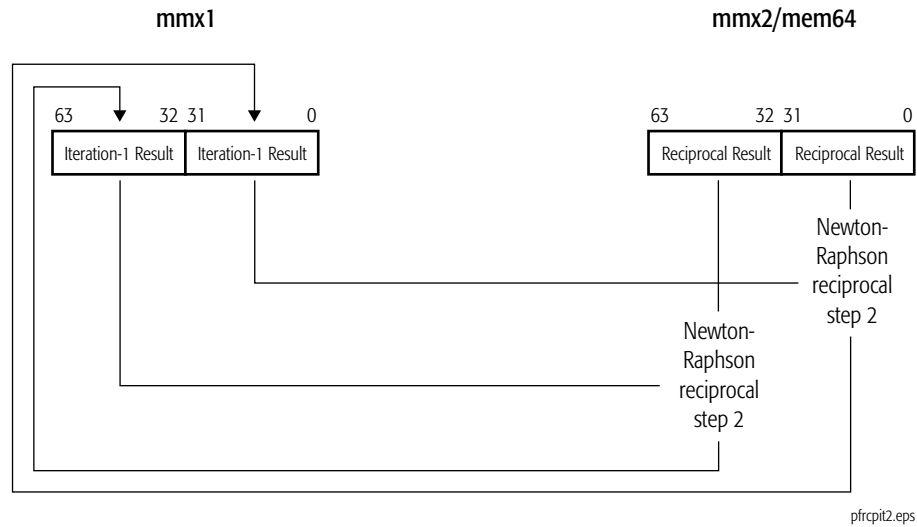 mmx1
mmx2/mem64
63 32 31 0
63 32 31 0
Iteration-1 Result Iteration-1 Result
Reciprocal Result Reciprocal Result
Newton-
Raphson
reciprocal
step 2
Newton-
Raphson
reciprocal
step 2
pfrcpit2.eps